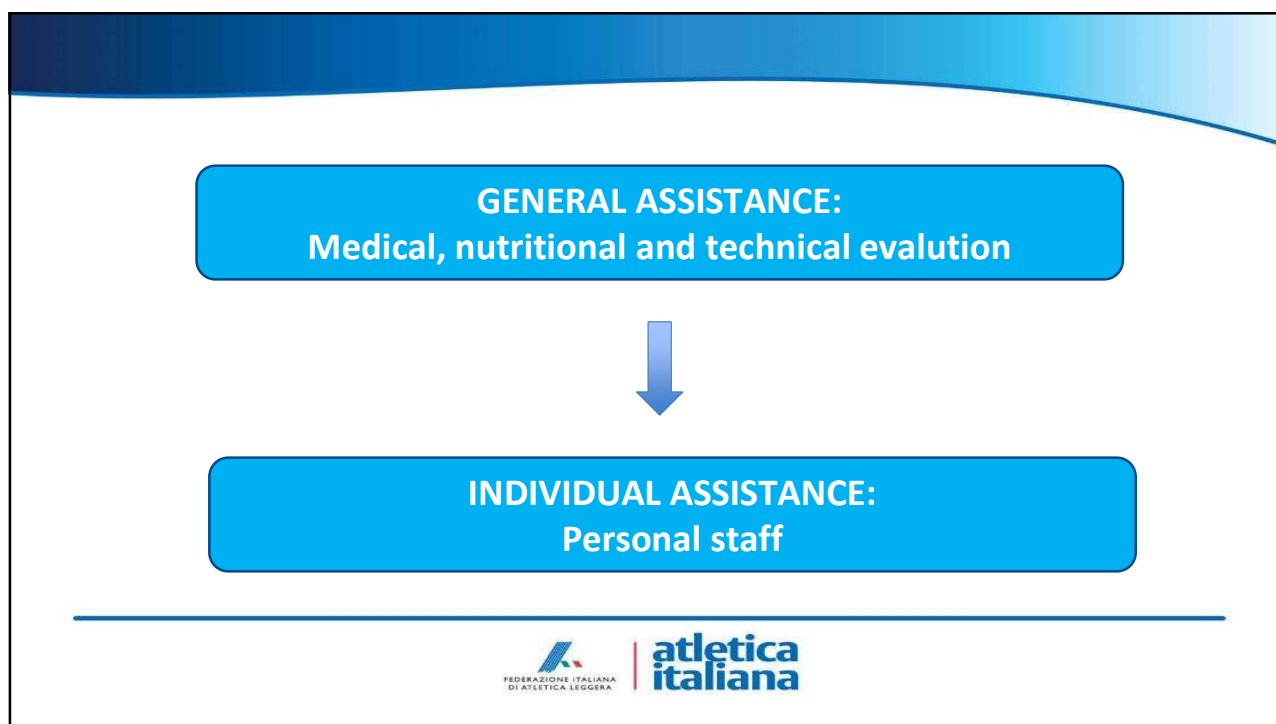 GENERAL ASSISTANCE:
Medical, nutritional and technical evalution
INDIVIDUAL ASSISTANCE:
Personal staff
FEDERAZIONE ITALIANA
DI ATLETICA LEGGERA
atletica
italiana